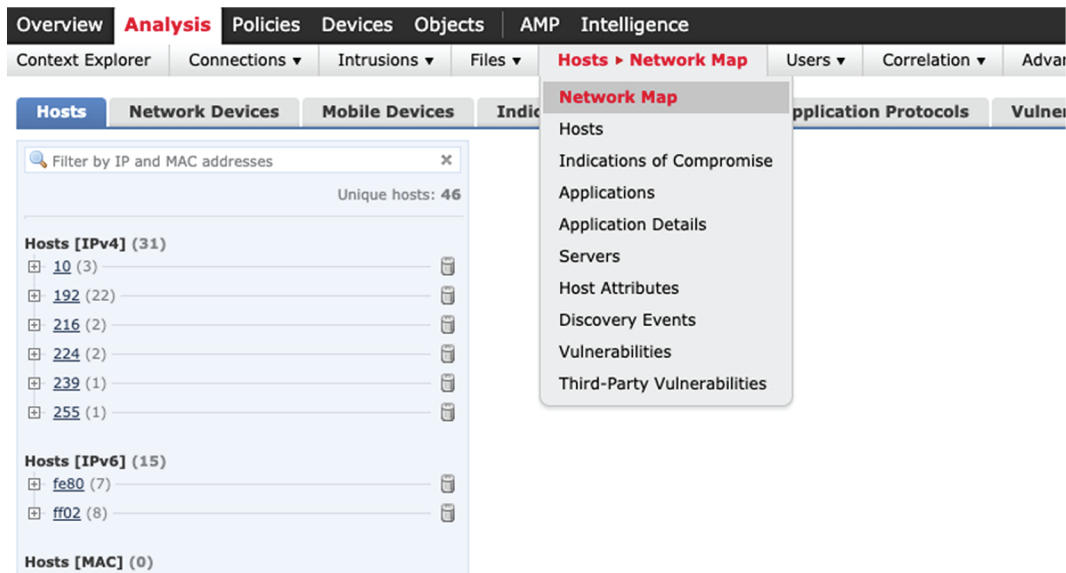 Overview Analysis Policies Devices Objects AMP Intelligence
Context Explorer Connections ▾ Intrusions ▾ Files ▾ Hosts ▸ Network Map Users ▾ Correlation ▾
Hosts Network Devices Mobile Devices Application Protocols
Network Map
Hosts
Indications of Compromise
Applications
Application Details
Servers
Host Attributes
Discovery Events
Vulnerabilities
Third-Party Vulnerabilities
Filter by IP and MAC addresses
Unique hosts: 46
Hosts [IPv4] (31)
10 (3)
192 (22)
216 (2)
224 (2)
239 (1)
255 (1)
Hosts [IPv6] (15)
fe80 (7)
ff02 (8)
Hosts [MAC] (0)